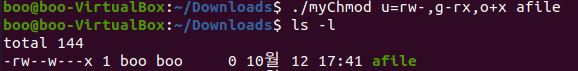 boo@boo-VirtualBox:~/Downloads$ ./myChmod u=rw-,g-rx,o+x afile
boo@boo-VirtualBox:~/Downloads$ ls -l
total 144
-rw--w---x 1 boo boo     0 10월 12 17:41 afile